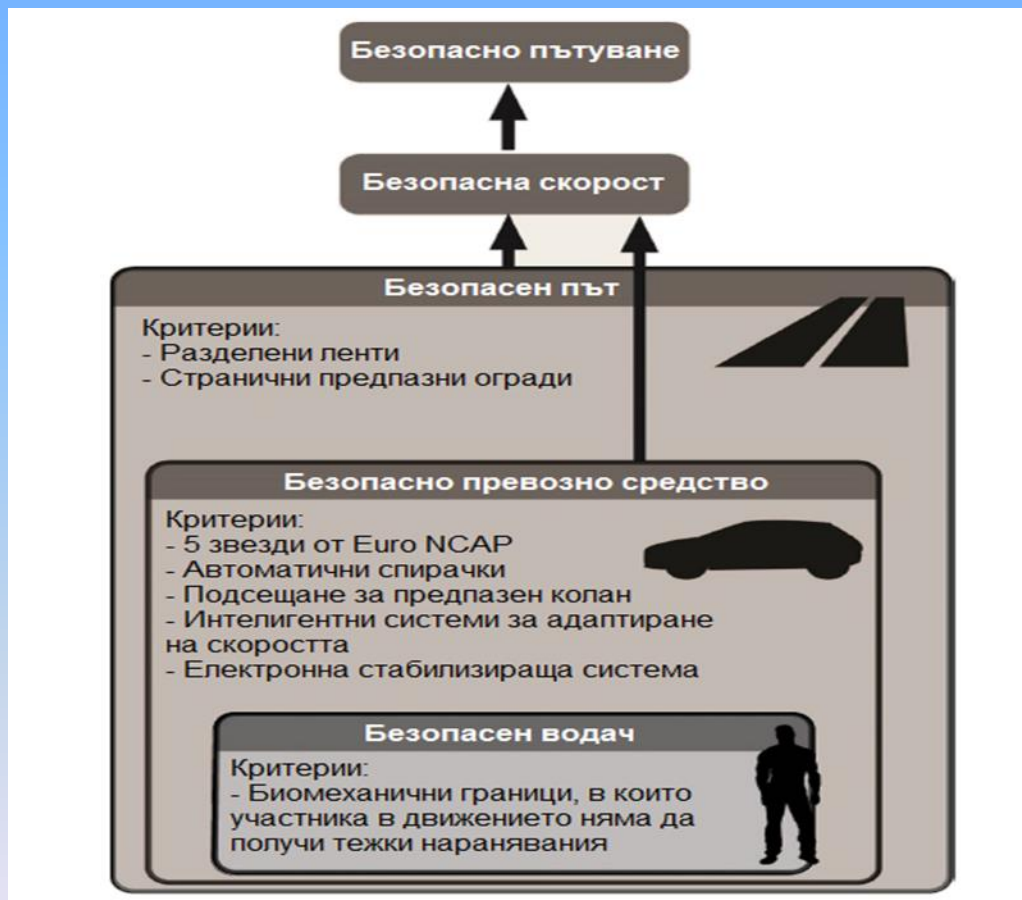 Безопасно пътуване
Безопасна скорост
Безопасен път
Критерии:
- Разделени ленти
- Странични предпазни огради
Безопасно превозно средство
Критерии:
- 5 звезди от Euro NCAP
- Автоматични спирачки
- Подсещане за предпазен колан
- Интелигентни системи за адаптиране
на скоростта
- Електронна стабилизираща система
Безопасен водач
Критерии:
- Биомеханични граници, в които
участника в движението няма да
получи тежки наранявания